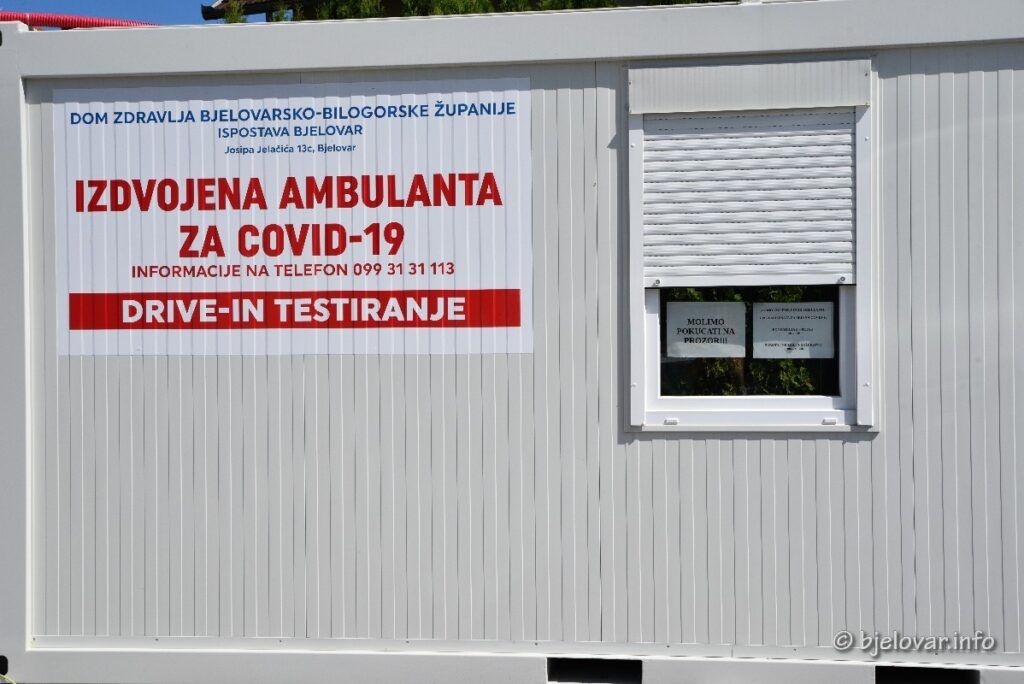 DOM ZDRAVLJA BJELOVARSKO-BILOGORSKE ŽUPANIJE
ISPOSTAVA BJELOVAR
Josipa Jelačića 13c, Bjelovar
IZDVOJENA AMBULANTA
ZA COVID-19
INFORMACIJE NA TELEFON 099 31 31 113
DRIVE-IN TESTIRANJE
MOLIMO
POKUCATI NA
PROZOR!!!
© bjelovar.info